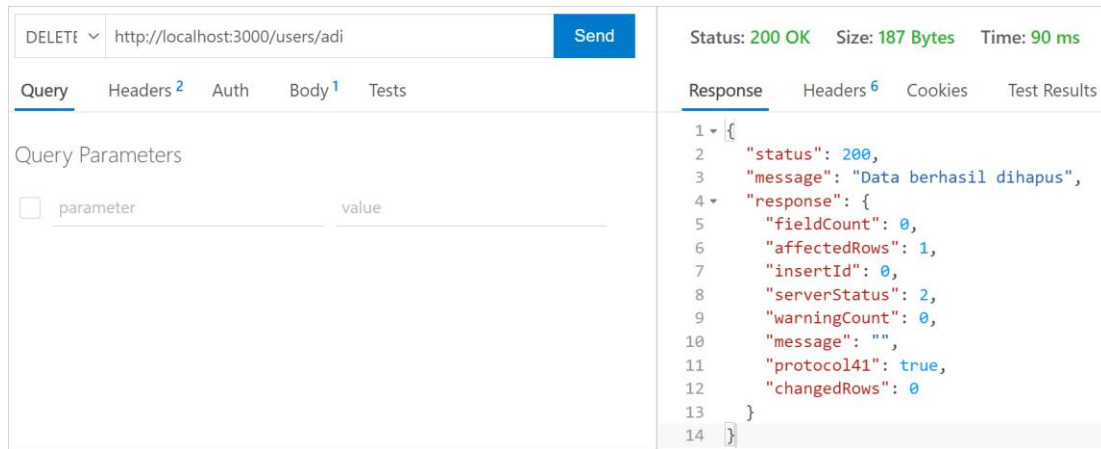 DELETE http://localhost:3000/users/adi Send
Query Headers 2 Auth Body 1 Tests
Query Parameters
parameter value
Status: 200 OK Size: 187 Bytes Time: 90 ms
Response Headers 6 Cookies Test Results
1 {
2 "status": 200,
3 "message": "Data berhasil dihapus",
4 "response": {
5 "fieldCount": 0,
6 "affectedRows": 1,
7 "insertId": 0,
8 "serverStatus": 2,
9 "warningCount": 0,
10 "message": "",
11 "protocol41": true,
12 "changedRows": 0
13 }
14 }